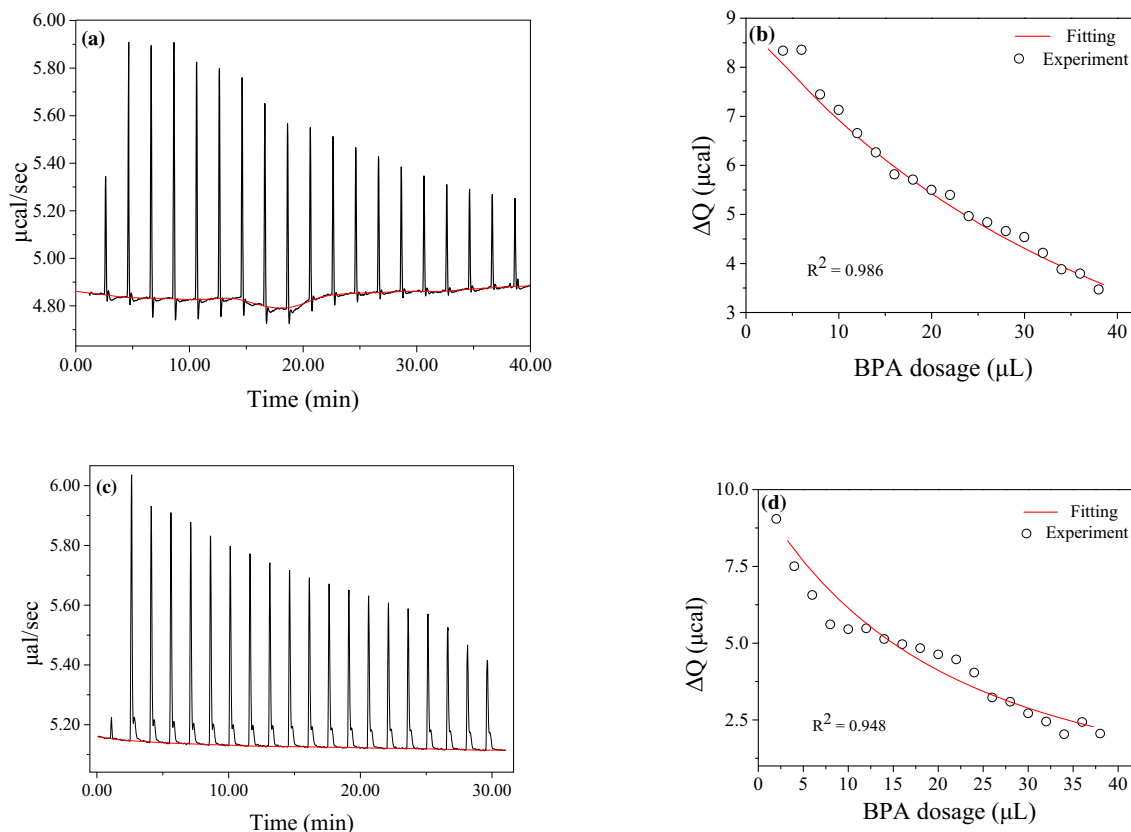 (a)
6.00
5.80
5.60
5.40
5.20
5.00
4.80
μcal/sec
0.00 10.00 20.00 30.00 40.00
Time (min)
(b)
Fitting
Experiment
9
8
7
6
5
4
3
ΔQ (μcal)
R² = 0.986
0 10 20 30 40
BPA dosage (μL)
(c)
6.00
5.80
5.60
5.40
5.20
μal/sec
0.00 10.00 20.00 30.00
Time (min)
(d)
Fitting
Experiment
10.0
7.5
5.0
2.5
ΔQ (μcal)
R² = 0.948
0 5 10 15 20 25 30 35 40
BPA dosage (μL)